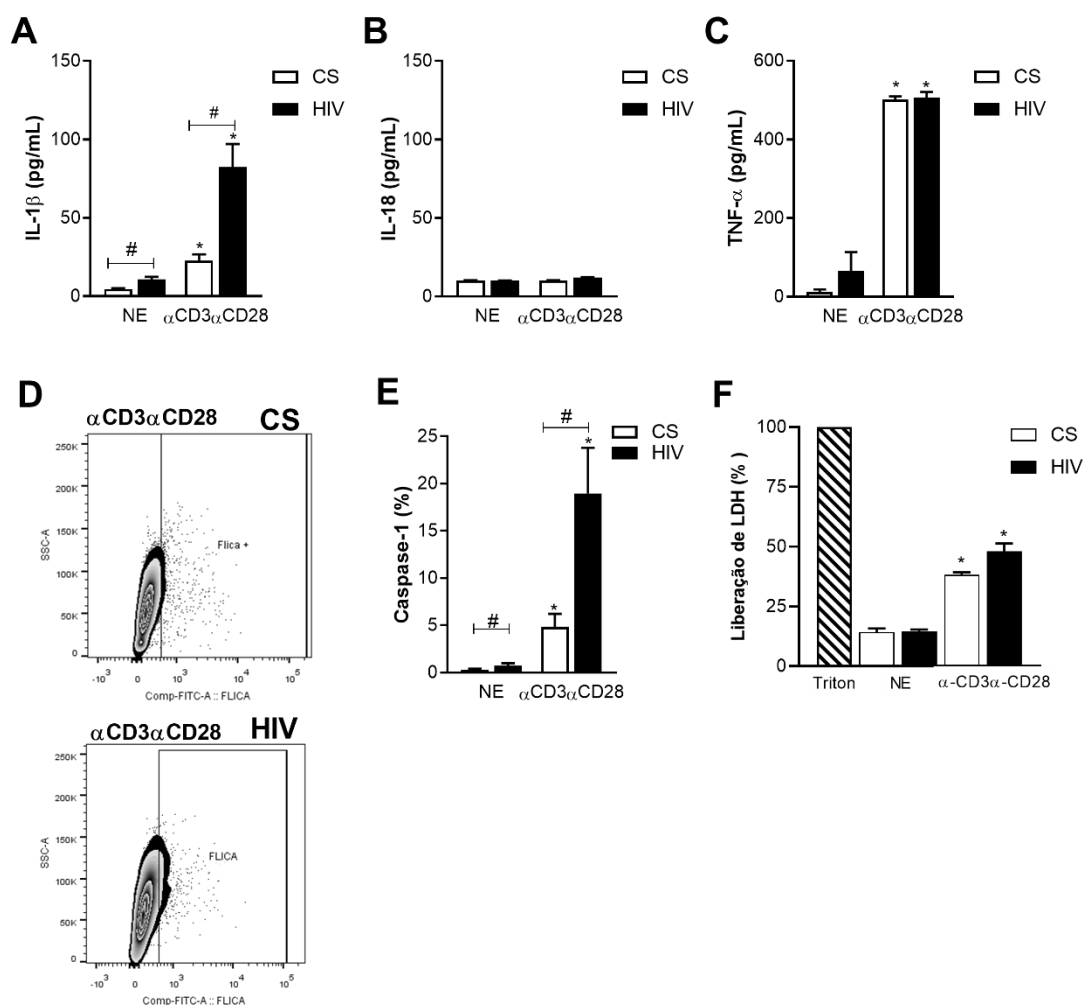 A
IL-1β (pg/mL)
150
100
50
0
#
#
*
*
NE
αCD3αCD28
CS
HIV
B
IL-18 (pg/mL)
150
100
50
0
NE
αCD3αCD28
CS
HIV
C
TNF-α (pg/mL)
600
400
200
0
*
*
NE
αCD3αCD28
CS
HIV
D
αCD3αCD28 CS
250K
200K
150K
100K
50K
0
SSC-A
Flica +
-10³ 0 10³ 10⁴ 10⁵
Comp-FITC-A :: FLICA
αCD3αCD28 HIV
250K
200K
150K
100K
50K
0
SSC-A
FLICA
-10³ 0 10³ 10⁴ 10⁵
Comp-FITC-A :: FLICA
E
Caspase-1 (%)
25
20
15
10
5
0
#
#
*
*
NE
αCD3αCD28
CS
HIV
F
Liberação de LDH (% )
100
75
50
25
0
*
*
Triton
NE
α-CD3α-CD28
CS
HIV